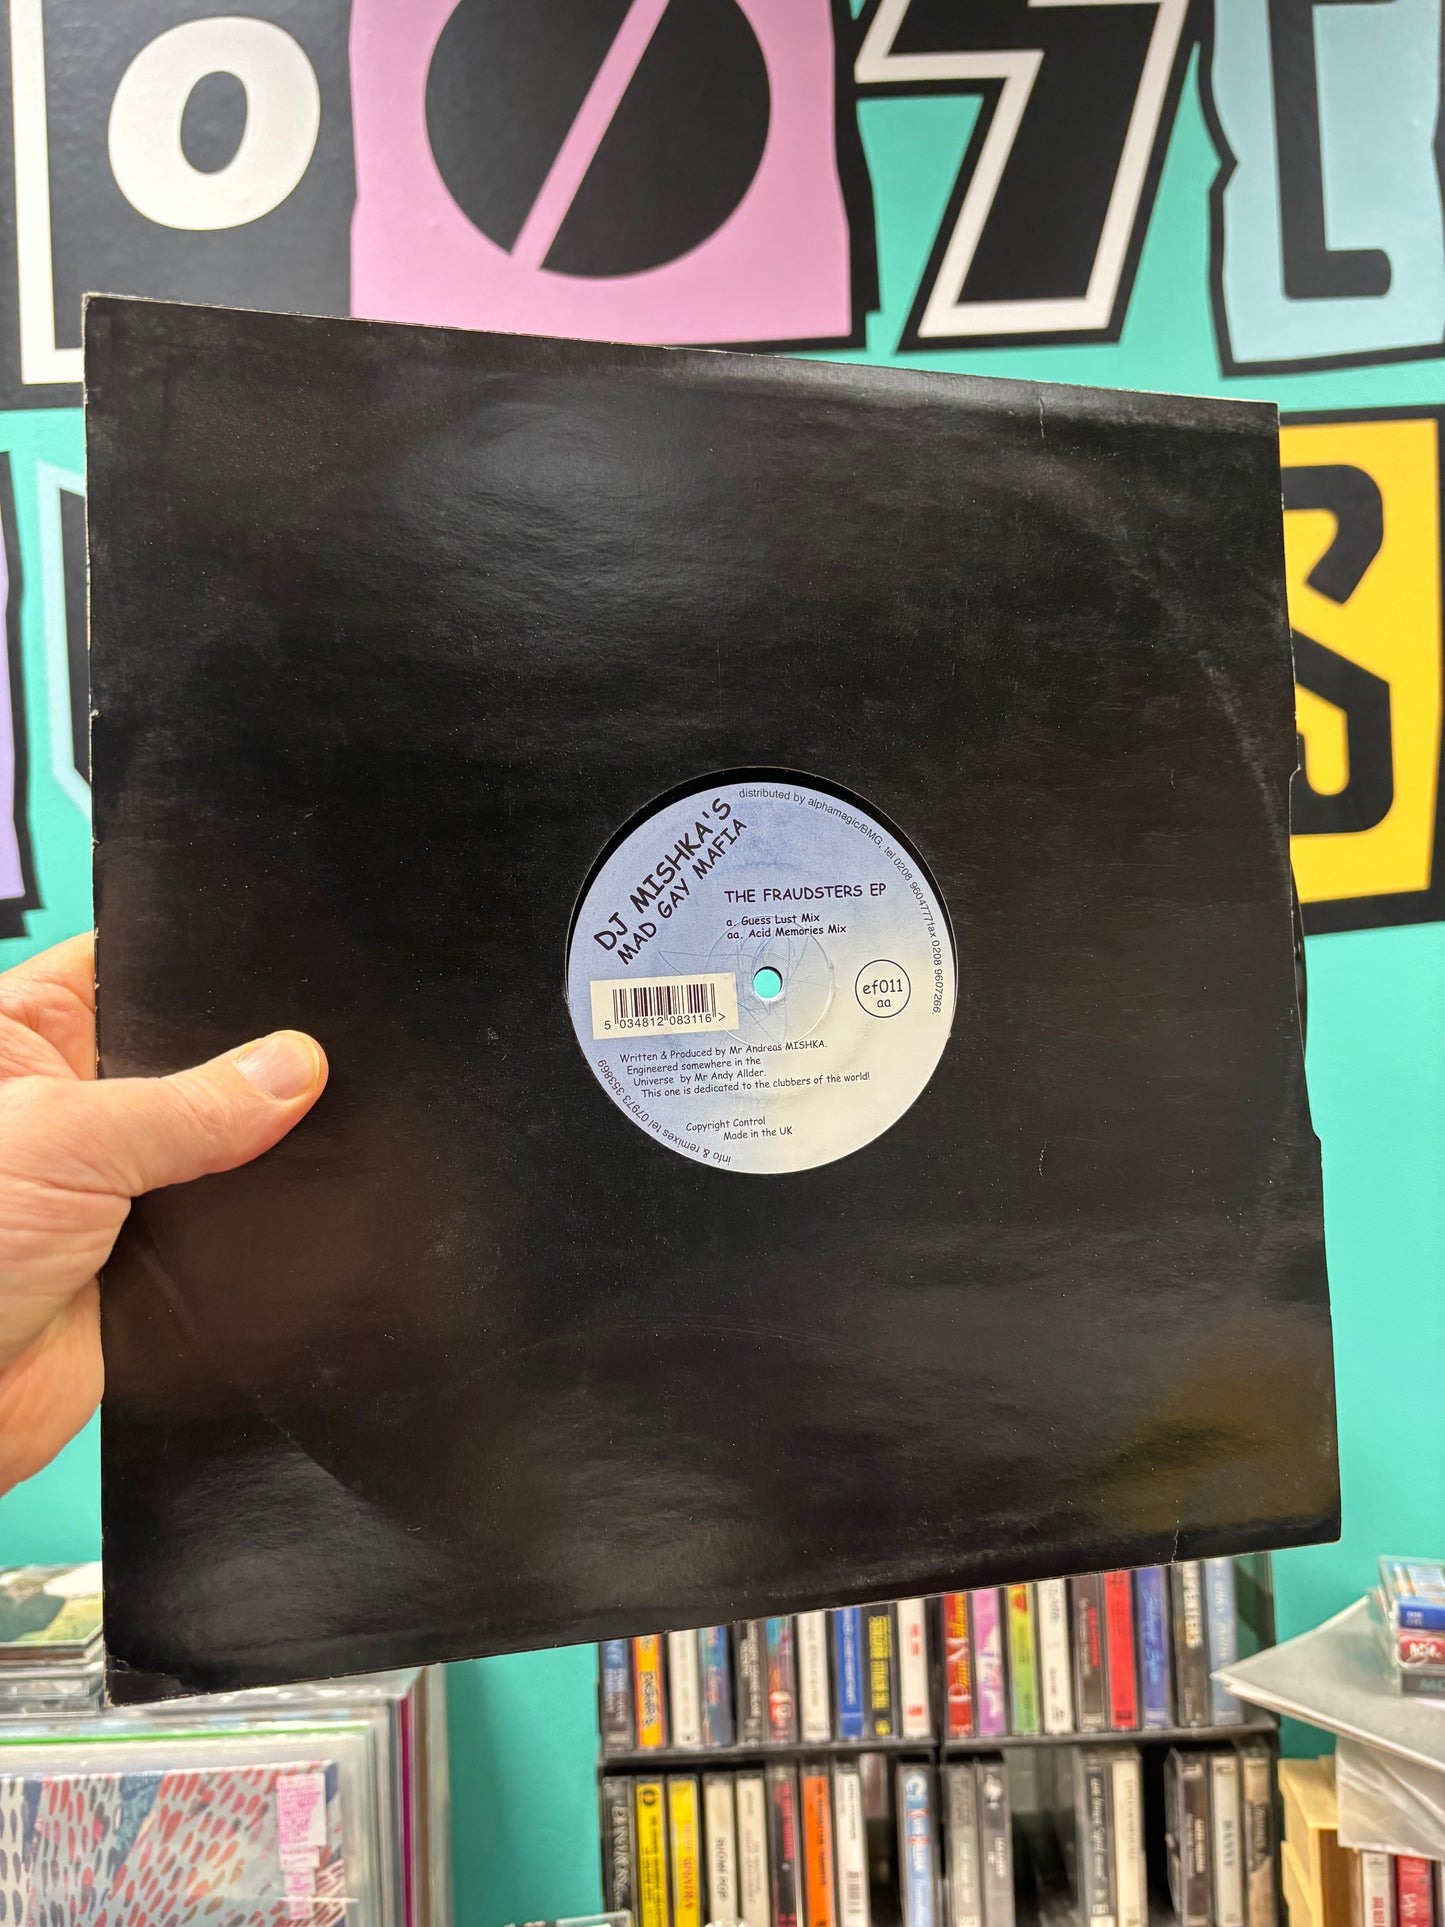 DJ MISHKA'S
MAD GAY MAFIA
distributed by alphamagic/BMG, tel 0208 9604777fax 0208 9607266
THE FRAUDSTERS EP
a. Guess Lust Mix
aa. Acid Memories Mix
ef011
aa
5 034812 083116 >
Written & Produced by Mr Andreas MISHKA.
Engineered somewhere in the
Universe by Mr Andy Allder.
This one is dedicated to the clubbers of the world!
Copyright Control
Made in the UK
info & remixes tel 07973 353869